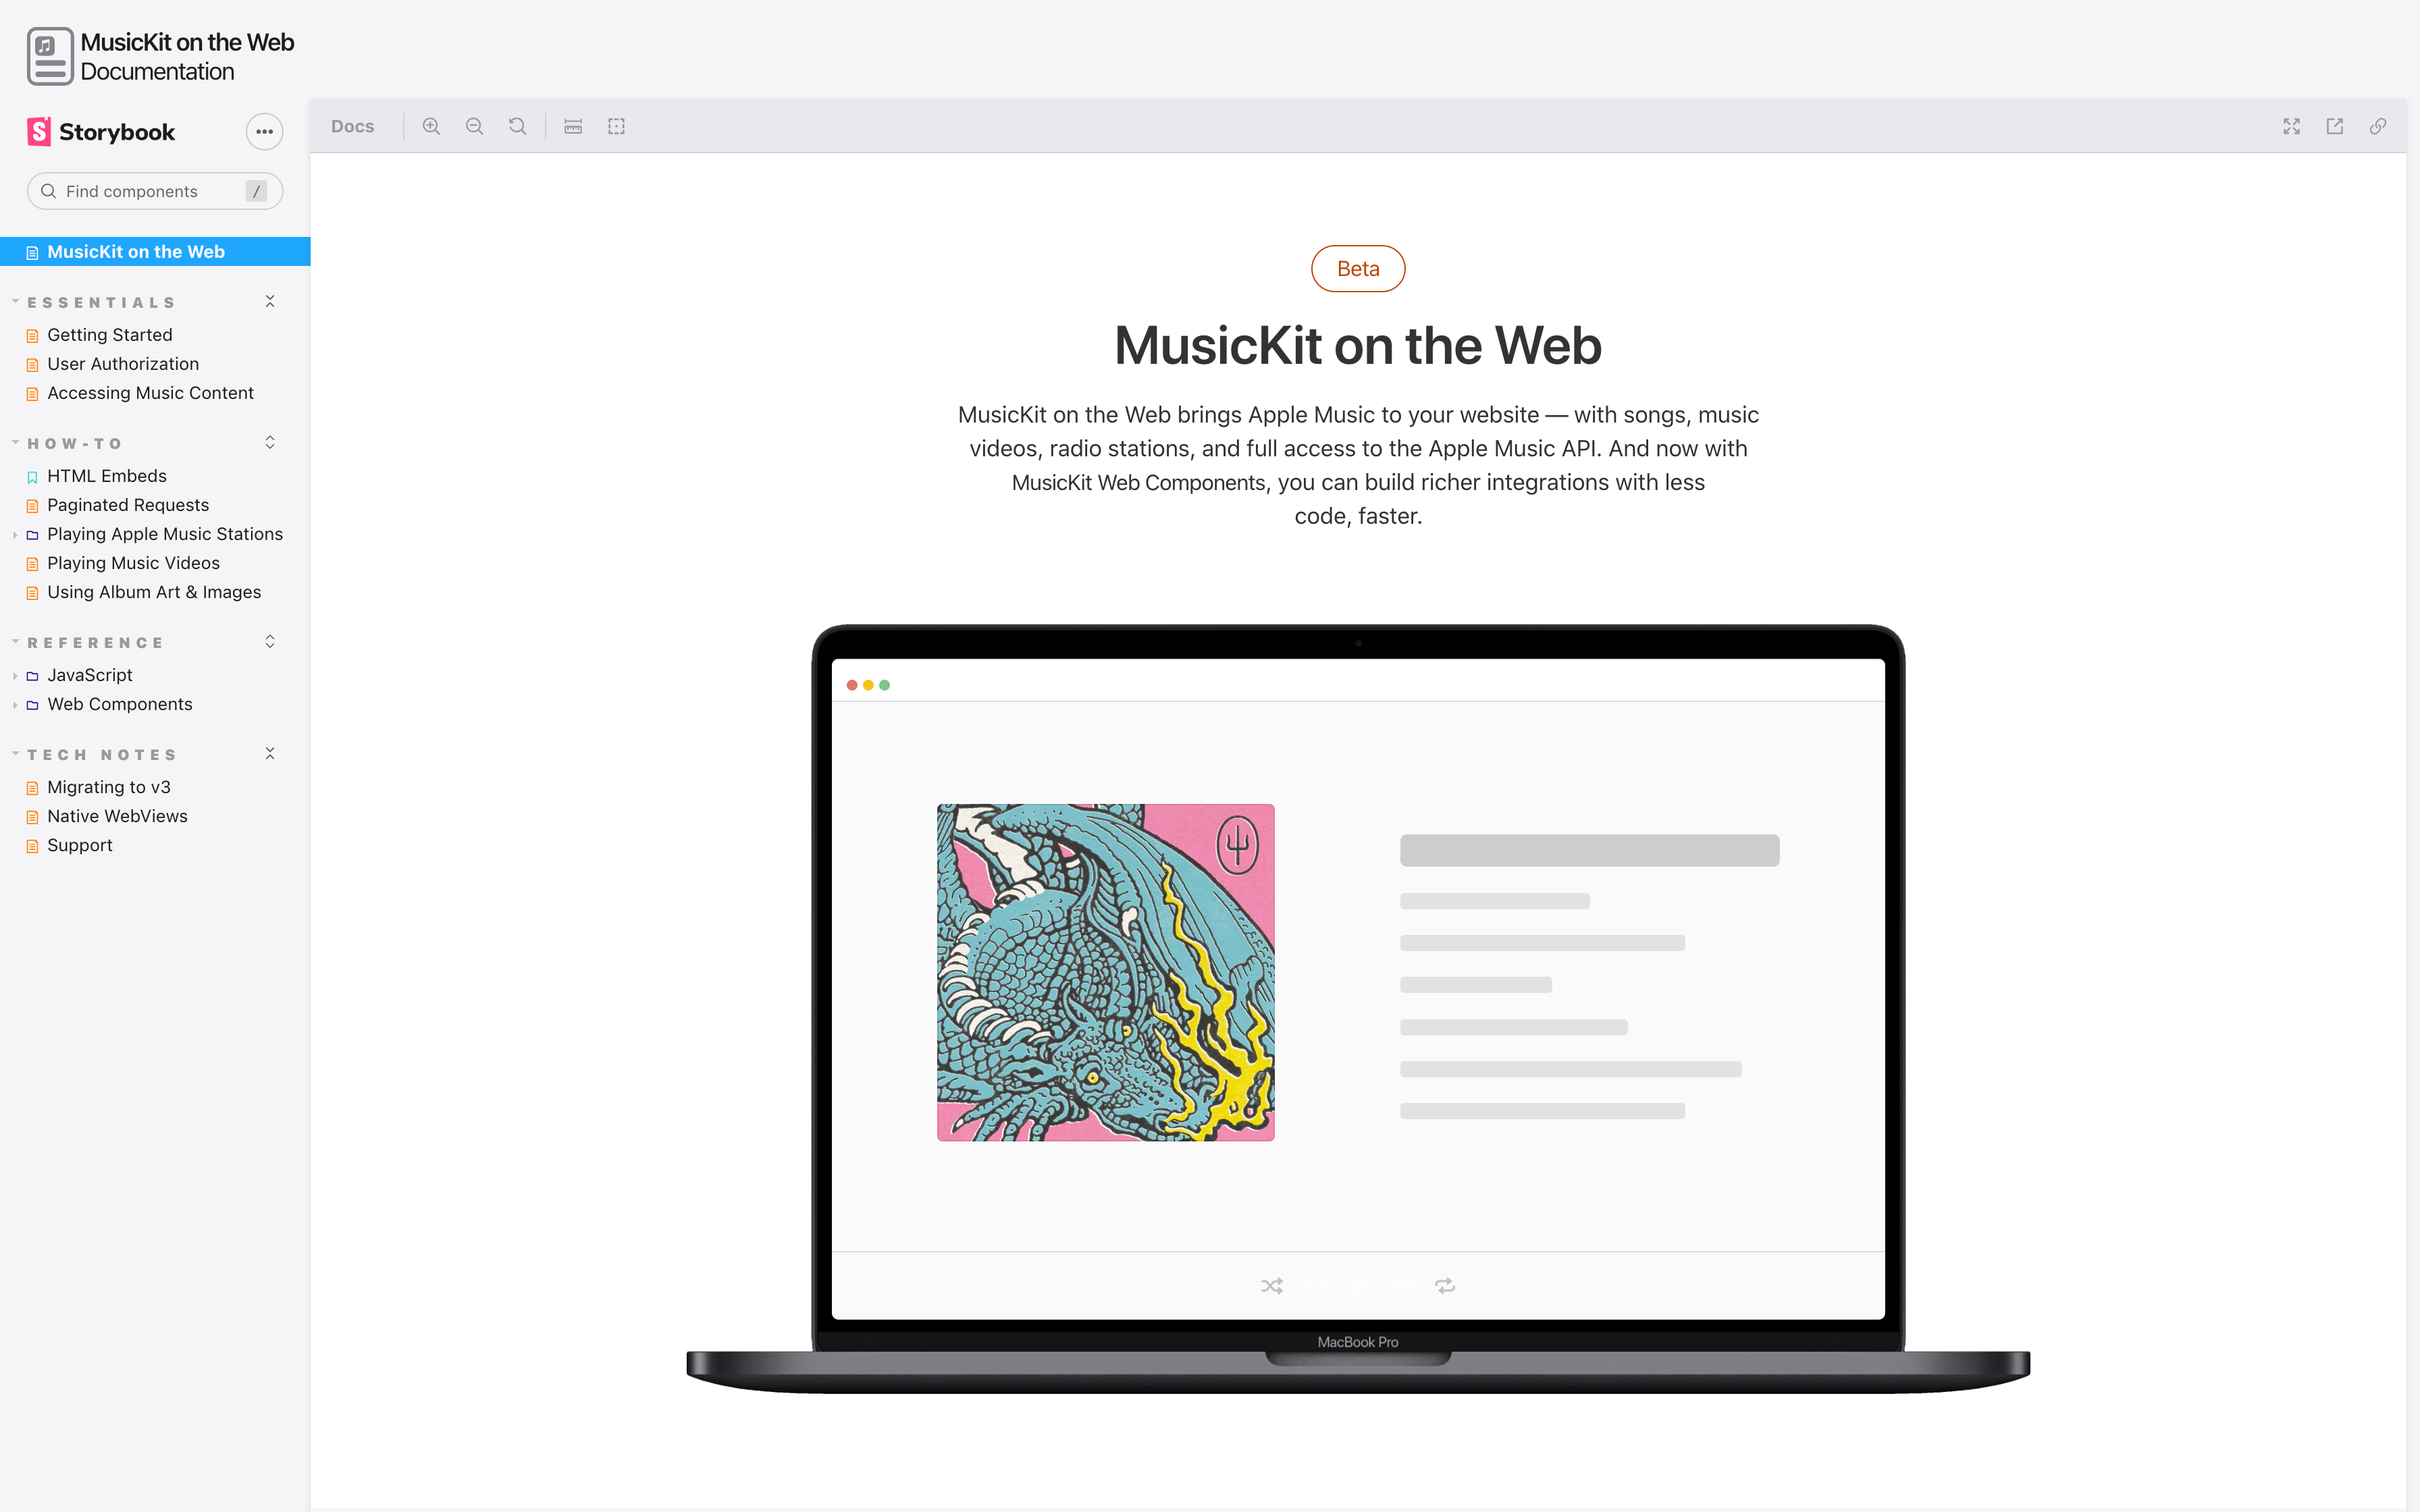 MusicKit on the Web
Documentation
Storybook
Find components
/
MusicKit on the Web
ESSENTIALS
Getting Started
User Authorization
Accessing Music Content
HOW-TO
HTML Embeds
Paginated Requests
Playing Apple Music Stations
Playing Music Videos
Using Album Art & Images
REFERENCE
JavaScript
Web Components
TECH NOTES
Migrating to v3
Native WebViews
Support
Docs
Beta
MusicKit on the Web
MusicKit on the Web brings Apple Music to your website — with songs, music
videos, radio stations, and full access to the Apple Music API. And now with
MusicKit Web Components, you can build richer integrations with less
code, faster.
MacBook Pro